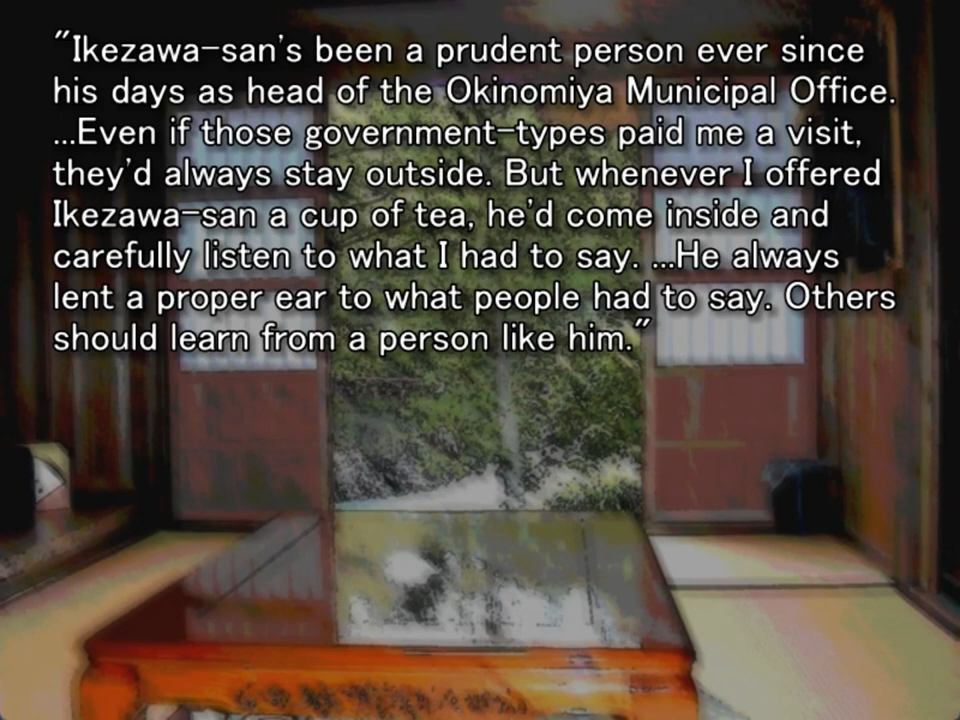 "Ikezawa-san's been a prudent person ever since
his days as head of the Okinomiya Municipal Office.
...Even if those government-types paid me a visit,
they'd always stay outside. But whenever I offered
Ikezawa-san a cup of tea, he'd come inside and
carefully listen to what I had to say. ...He always
lent a proper ear to what people had to say. Others
should learn from a person like him."